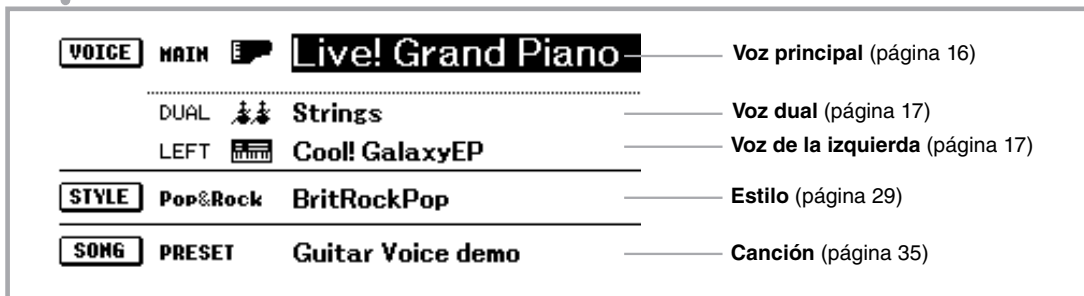 VOICE MAIN Live! Grand Piano Voz principal (página 16)
DUAL Strings Voz dual (página 17)
LEFT Cool! GalaxyEP Voz de la izquierda (página 17)
STYLE Pop&Rock BritRockPop Estilo (página 29)
SONG PRESET Guitar Voice demo Canción (página 35)